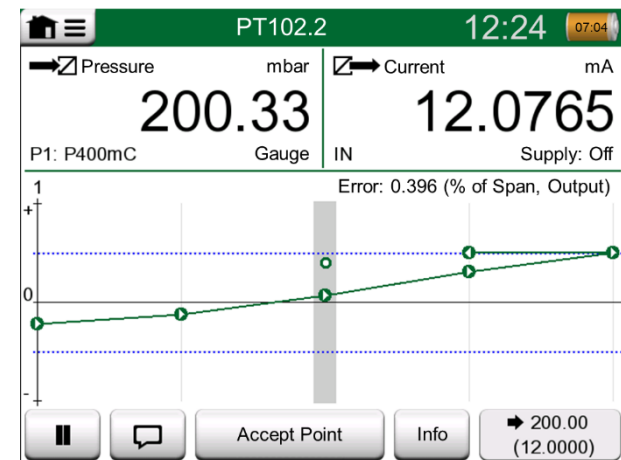 PT102.2 12:24 07:04
Pressure mbar Current mA
200.33 12.0765
P1: P400mC Gauge IN Supply: Off
1 Error: 0.396 (% of Span, Output)
+
0
-
Accept Point Info 200.00
(12.0000)